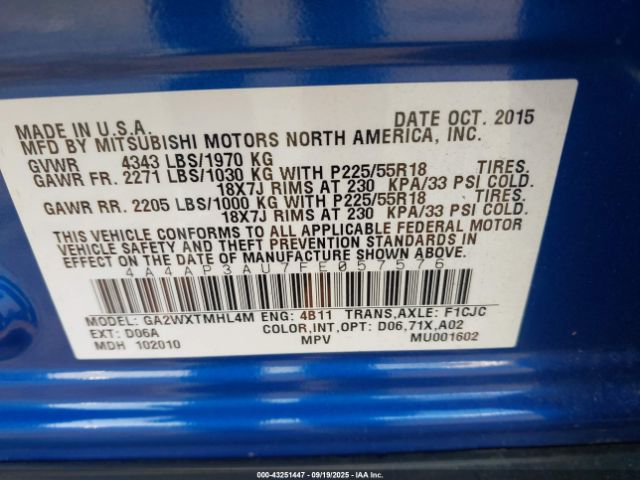 MADE IN U.S.A. DATE OCT. 2015
MFD BY MITSUBISHI MOTORS NORTH AMERICA, INC.
GVWR 4343 LBS/1970 KG
GAWR FR. 2271 LBS/1030 KG WITH P225/55R18 TIRES.
18X7J RIMS AT 230 KPA/33 PSI COLD.
GAWR RR. 2205 LBS/1000 KG WITH P225/55R18 TIRES.
18X7J RIMS AT 230 KPA/33 PSI COLD.
THIS VEHICLE CONFORMS TO ALL APPLICABLE FEDERAL MOTOR
VEHICLE SAFETY AND THEFT PREVENTION STANDARDS IN
EFFECT ON THE DATE OF MANUFACTURE SHOWN ABOVE.
4A4AP3AU7FE057576
MODEL: GA2WXTMHL4M ENG: 4B11 TRANS,AXLE: F1CJC
EXT: D06A COLOR,INT,OPT: D06,71X,A02
MDH 102010 MPV MU001602
000-43251447 - 09/19/2025 - IAA Inc.